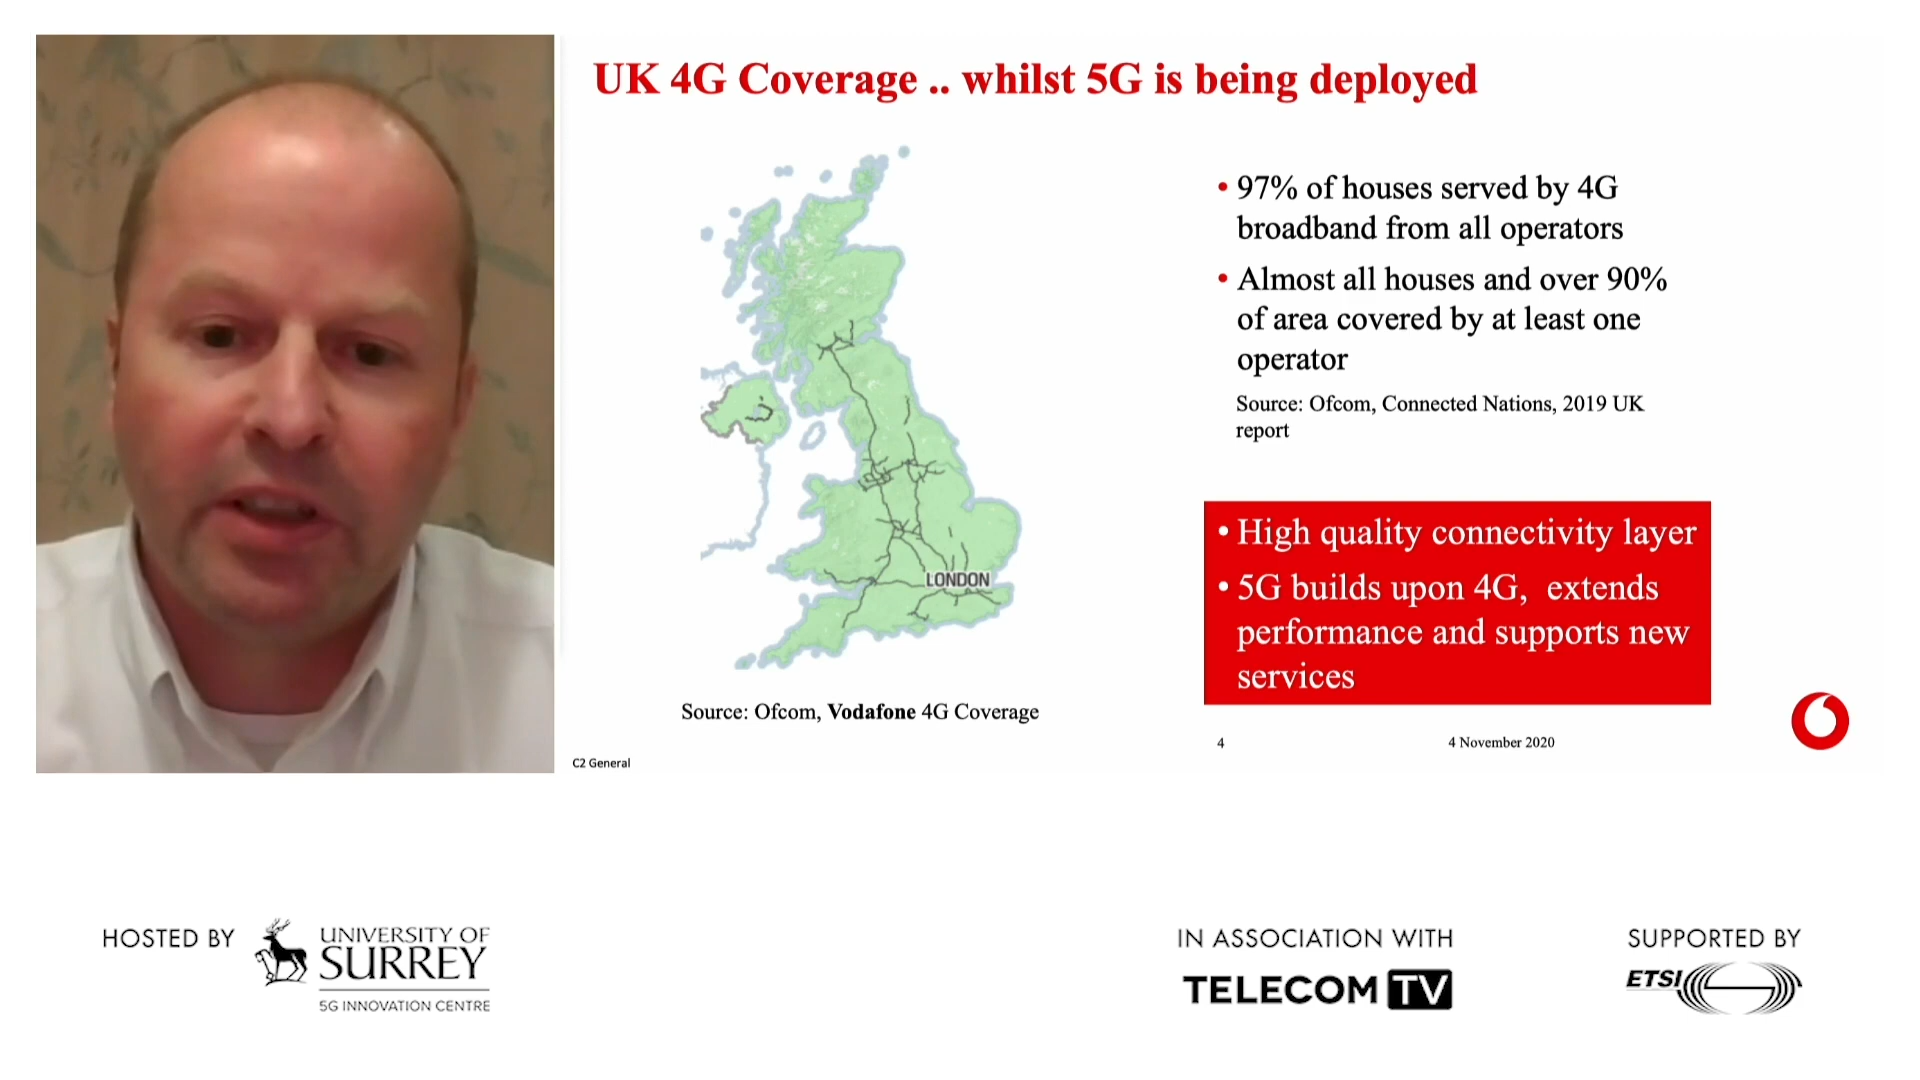 UK 4G Coverage .. whilst 5G is being deployed
• 97% of houses served by 4G
broadband from all operators
• Almost all houses and over 90%
of area covered by at least one
operator
Source: Ofcom, Connected Nations, 2019 UK
report
LONDON
• High quality connectivity layer
• 5G builds upon 4G, extends
performance and supports new
services
Source: Ofcom, Vodafone 4G Coverage
4
4 November 2020
C2 General
HOSTED BY
UNIVERSITY OF
SURREY
5G INNOVATION CENTRE
IN ASSOCIATION WITH
TELECOM TV
SUPPORTED BY
ETSI